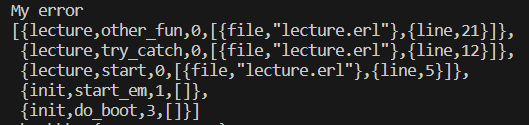 My error
[{lecture,other_fun,0,[{file,"lecture.erl"},{line,21}]},
 {lecture,try_catch,0,[{file,"lecture.erl"},{line,12}]},
 {lecture,start,0,[{file,"lecture.erl"},{line,5}]},
 {init,start_em,1,[]},
 {init,do_boot,3,[]}]